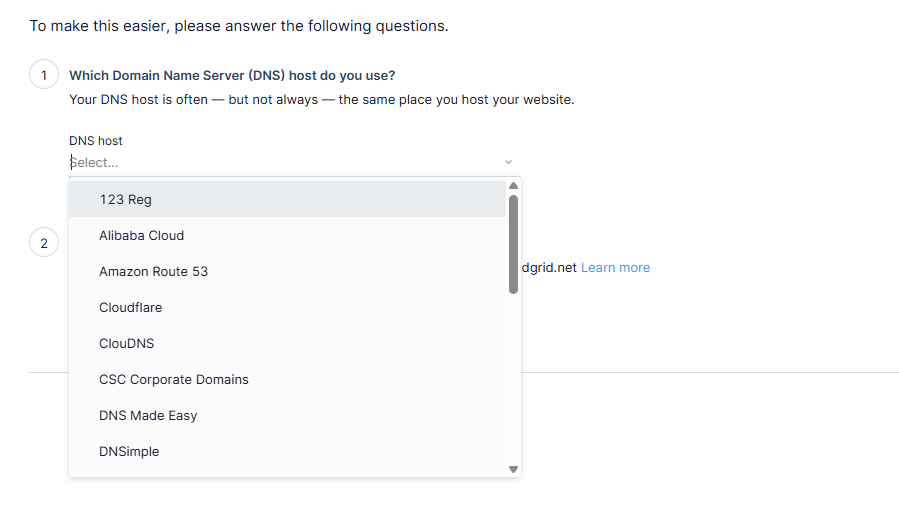 To make this easier, please answer the following questions.
1
Which Domain Name Server (DNS) host do you use?
Your DNS host is often — but not always — the same place you host your website.
DNS host
Select...
123 Reg
Alibaba Cloud
Amazon Route 53
Cloudflare
ClouDNS
CSC Corporate Domains
DNS Made Easy
DNSimple
2
dgrid.net Learn more